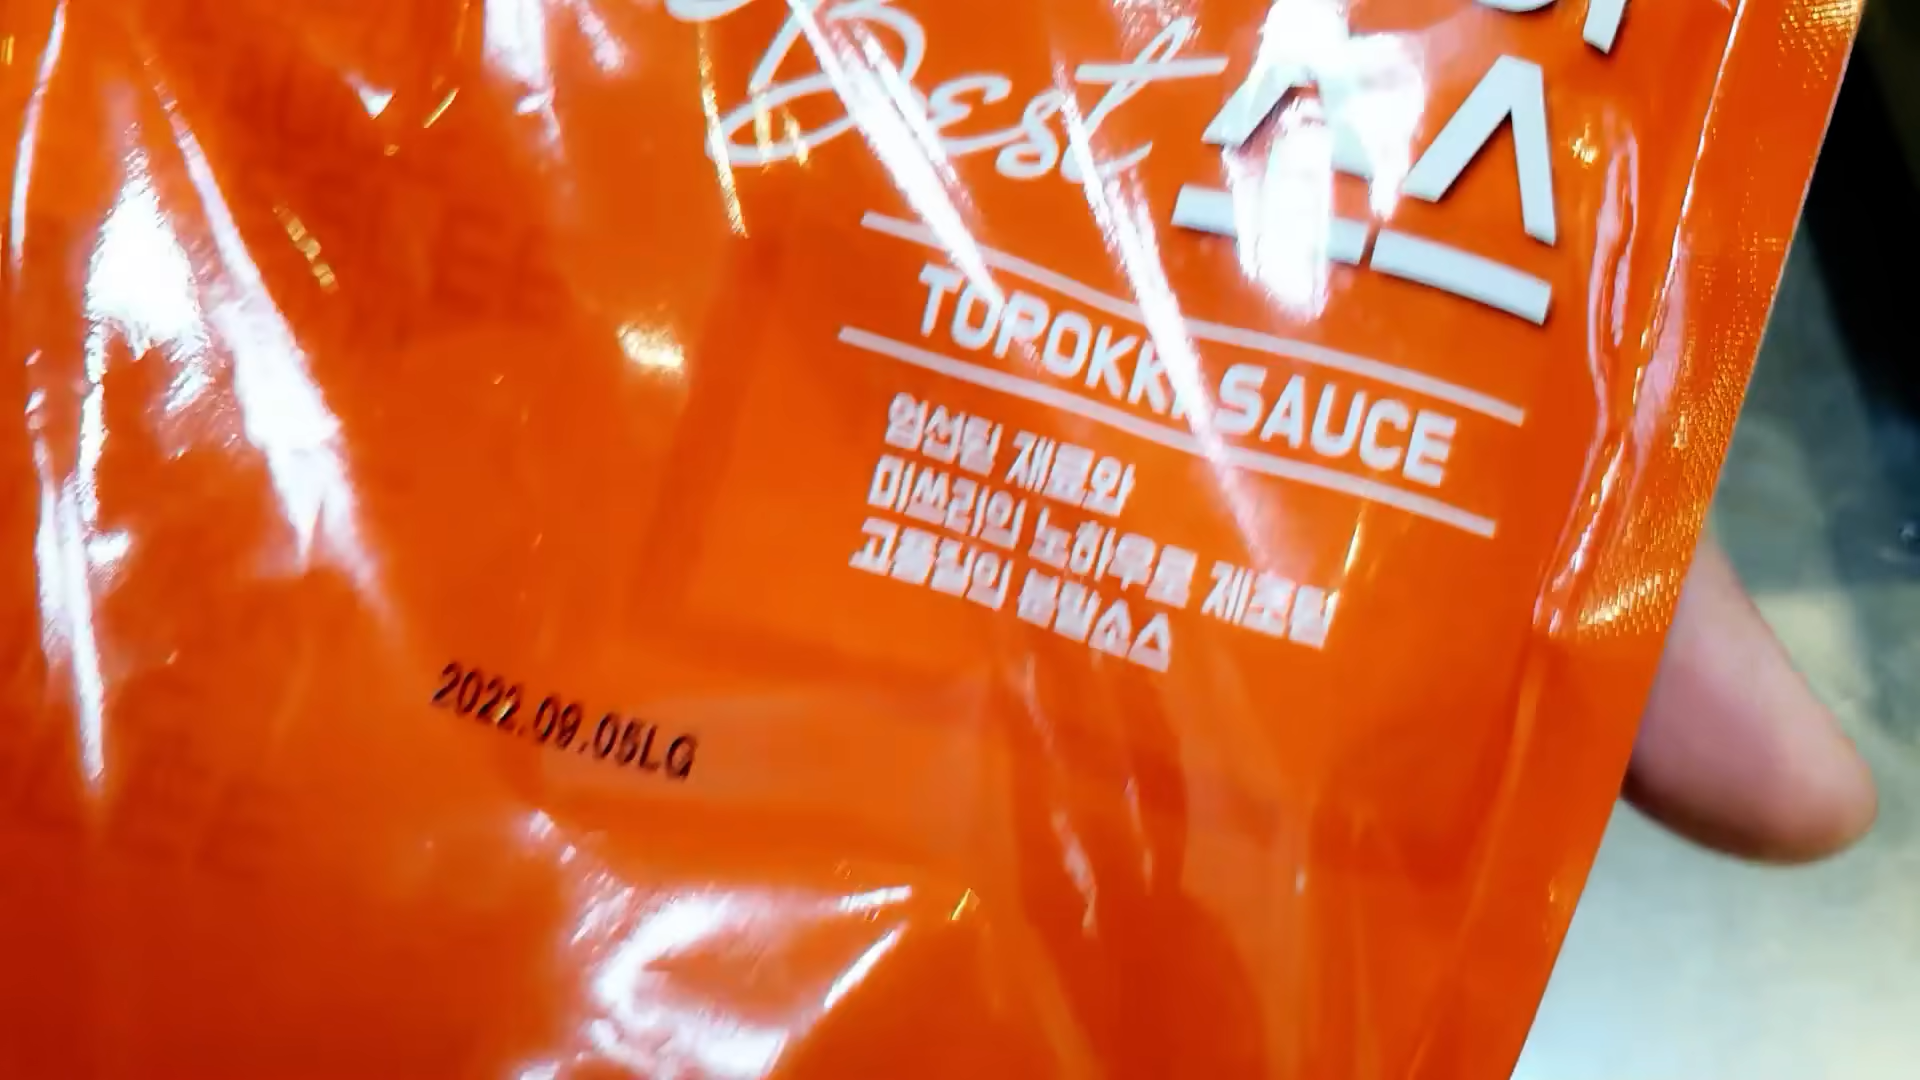 Best
소스
TOPOKKI SAUCE
엄선된 재료와
미쓰리의 노하우로 제조된
고품질의 분말소스
2022.09.05LG